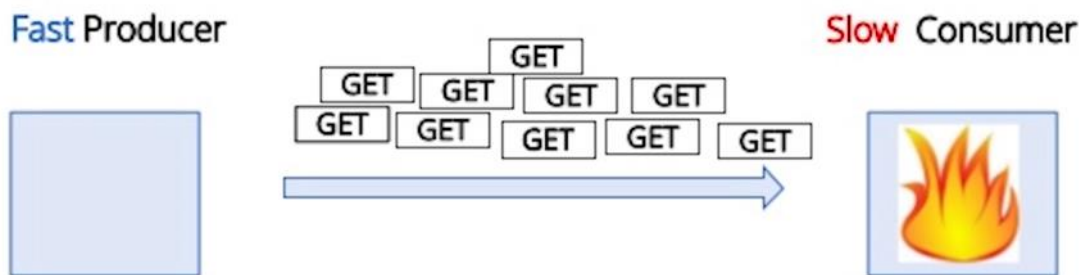 Fast Producer
Slow Consumer
GET
GET GET GET GET
GET GET GET GET GET